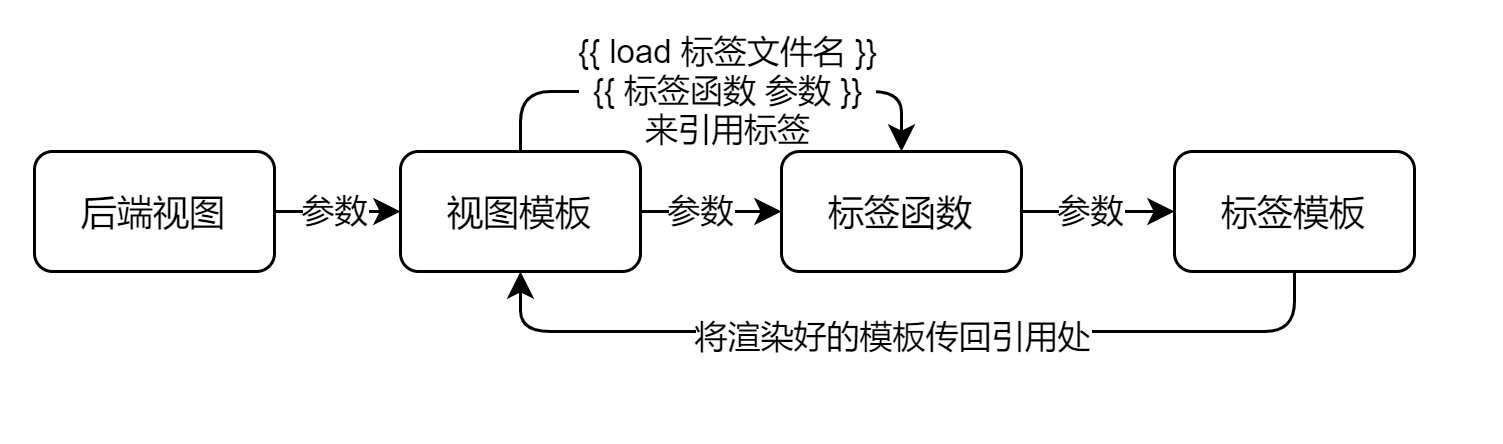 {{ load 标签文件名 }}
{{ 标签函数 参数 }}
来引用标签
后端视图
参数
视图模板
参数
标签函数
参数
标签模板
将渲染好的模板传回引用处